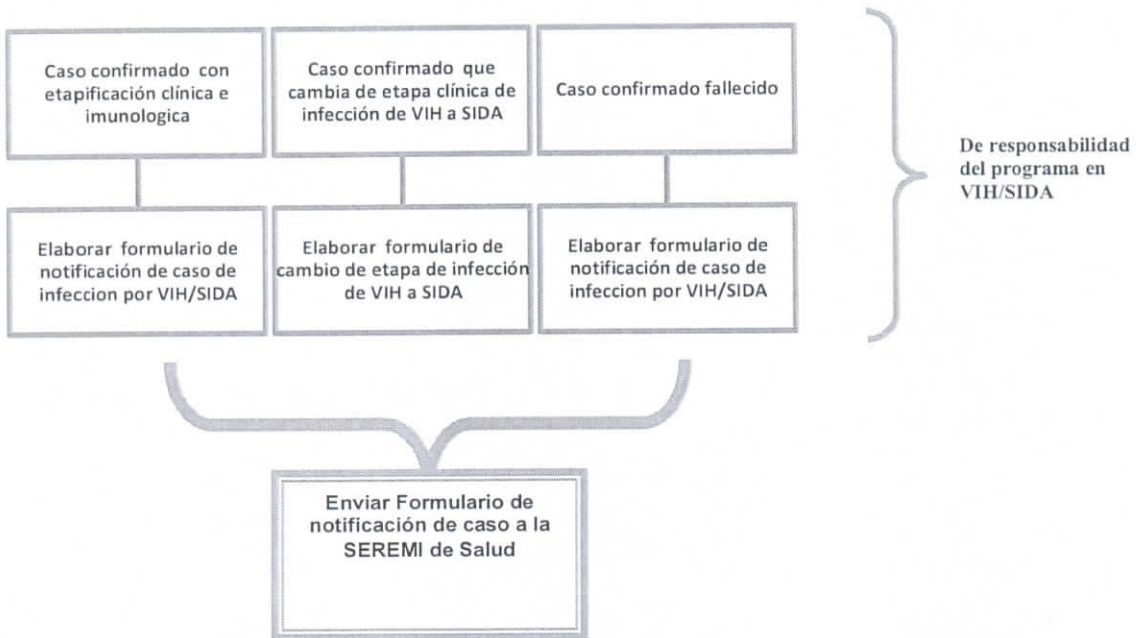 Caso confirmado con
etapificación clínica e
imunologica
Caso confirmado que
cambia de etapa clínica de
infección de VIH a SIDA
Caso confirmado fallecido
De responsabilidad
del programa en
VIH/SIDA
Elaborar formulario de
notificación de caso de
infeccion por VIH/SIDA
Elaborar formulario de
cambio de etapa de infección
de VIH a SIDA
Elaborar formulario de
notificación de caso de
infeccion por VIH/SIDA
Enviar Formulario de
notificación de caso a la
SEREMI de Salud